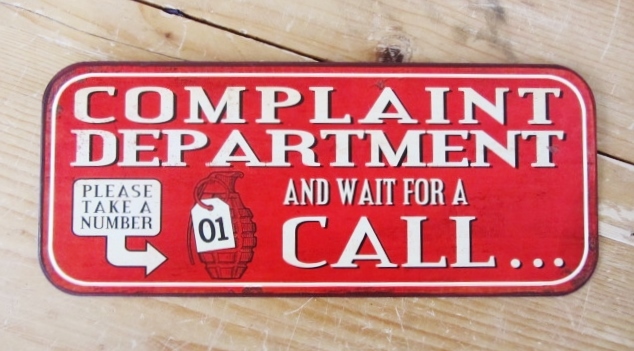 COMPLAINT
DEPARTMENT
PLEASE
TAKE A
NUMBER
01
AND WAIT FOR A
CALL...